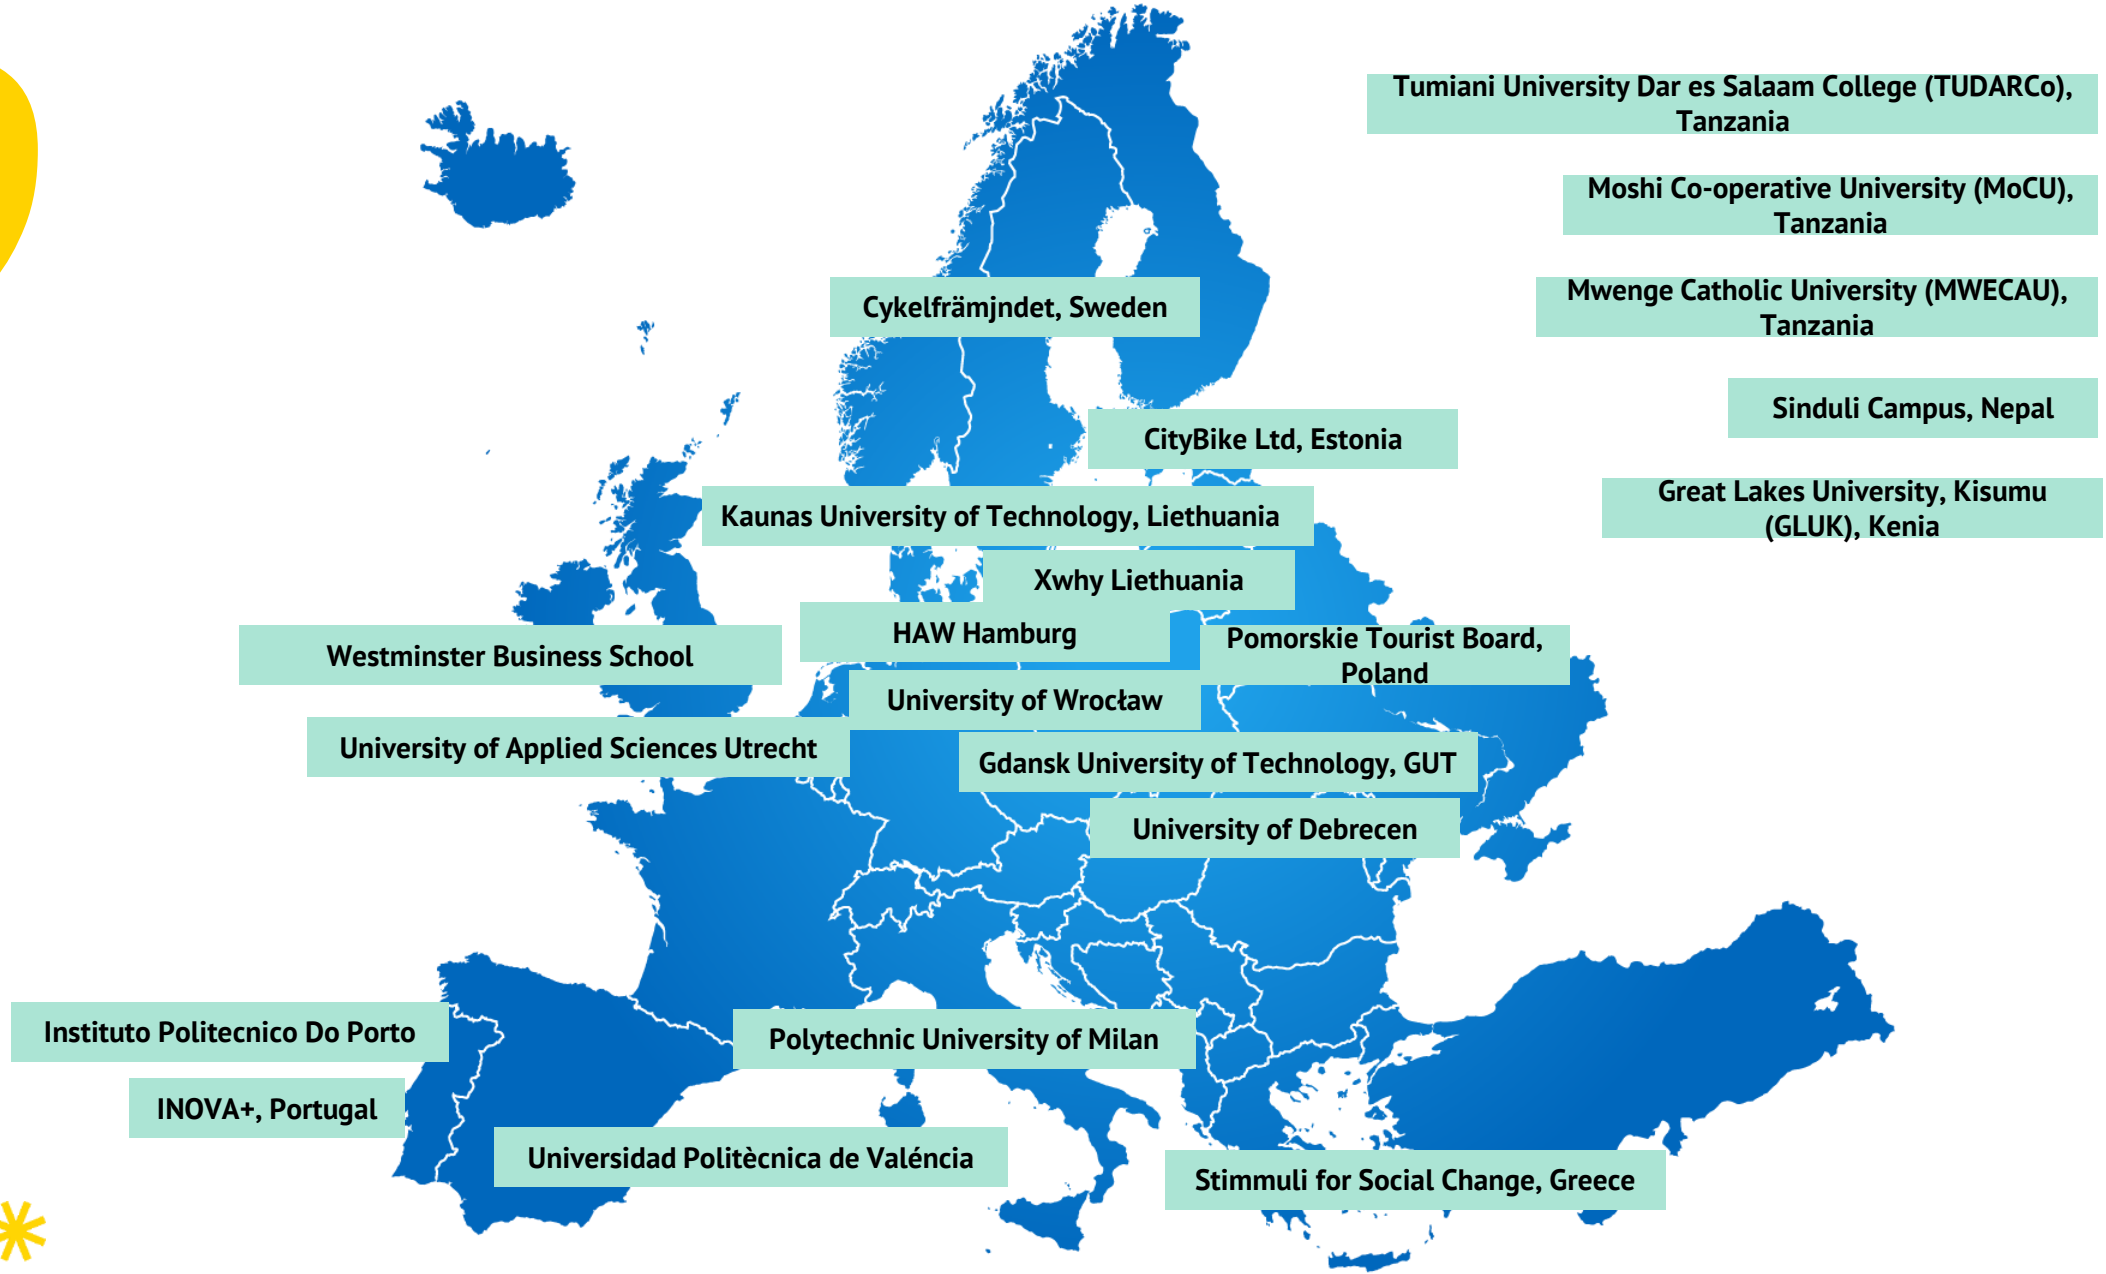 Tumiani University Dar es Salaam College (TUDARCo),
Tanzania
Moshi Co-operative University (MoCU),
Tanzania
Mwenge Catholic University (MWECAU),
Tanzania
Cykelfrämjndet, Sweden
Sinduli Campus, Nepal
CityBike Ltd, Estonia
Great Lakes University, Kisumu
(GLUK), Kenia
Kaunas University of Technology, Liethuania
Xwhy Liethuania
HAW Hamburg
Pomorskie Tourist Board,
Poland
Westminster Business School
University of Wrocław
University of Applied Sciences Utrecht
Gdansk University of Technology, GUT
University of Debrecen
Instituto Politecnico Do Porto
Polytechnic University of Milan
INOVA+, Portugal
Universidad Politècnica de Valéncia
Stimmuli for Social Change, Greece